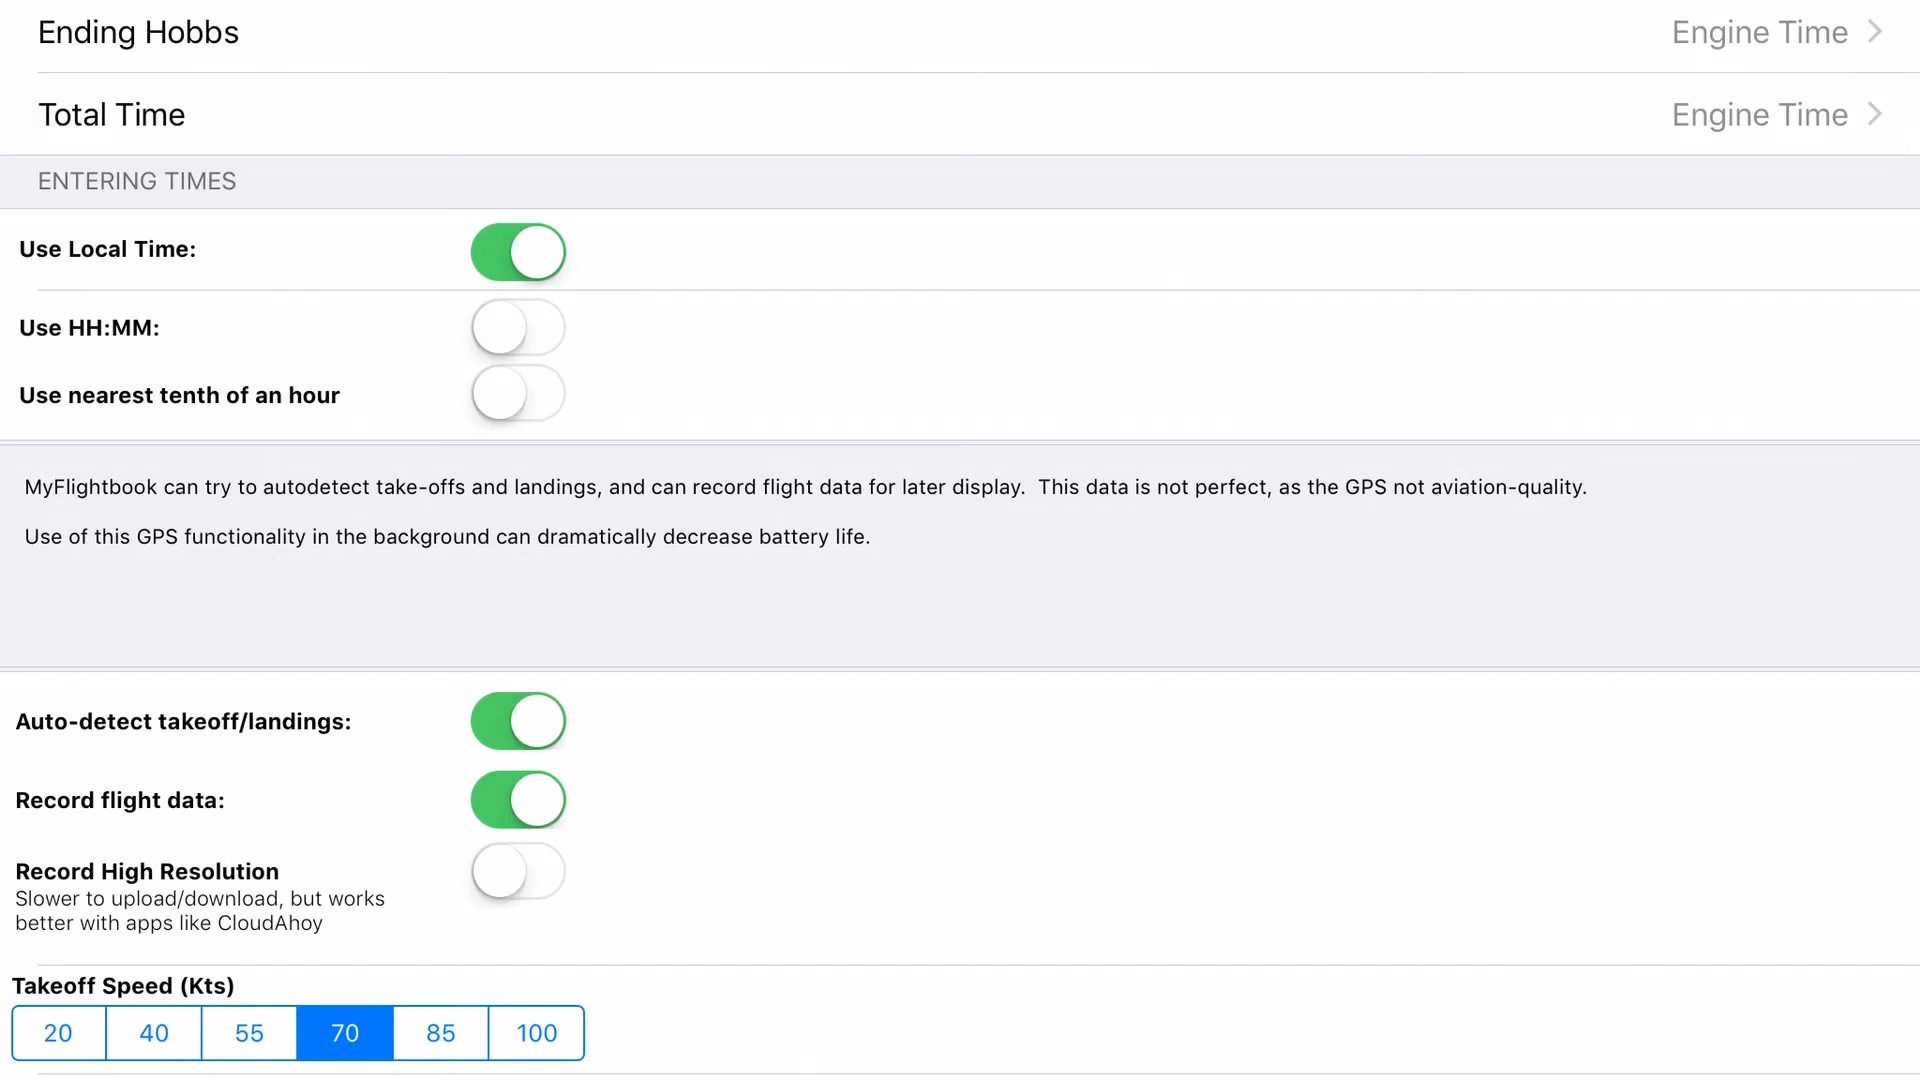 Ending Hobbs
Engine Time
Total Time
Engine Time
ENTERING TIMES
Use Local Time:
Use HH:MM:
Use nearest tenth of an hour
MyFlightbook can try to autodetect take-offs and landings, and can record flight data for later display. This data is not perfect, as the GPS not aviation-quality.
Use of this GPS functionality in the background can dramatically decrease battery life.
Auto-detect takeoff/landings:
Record flight data:
Record High Resolution
Slower to upload/download, but works
better with apps like CloudAhoy
Takeoff Speed (Kts)
20 40 55 70 85 100